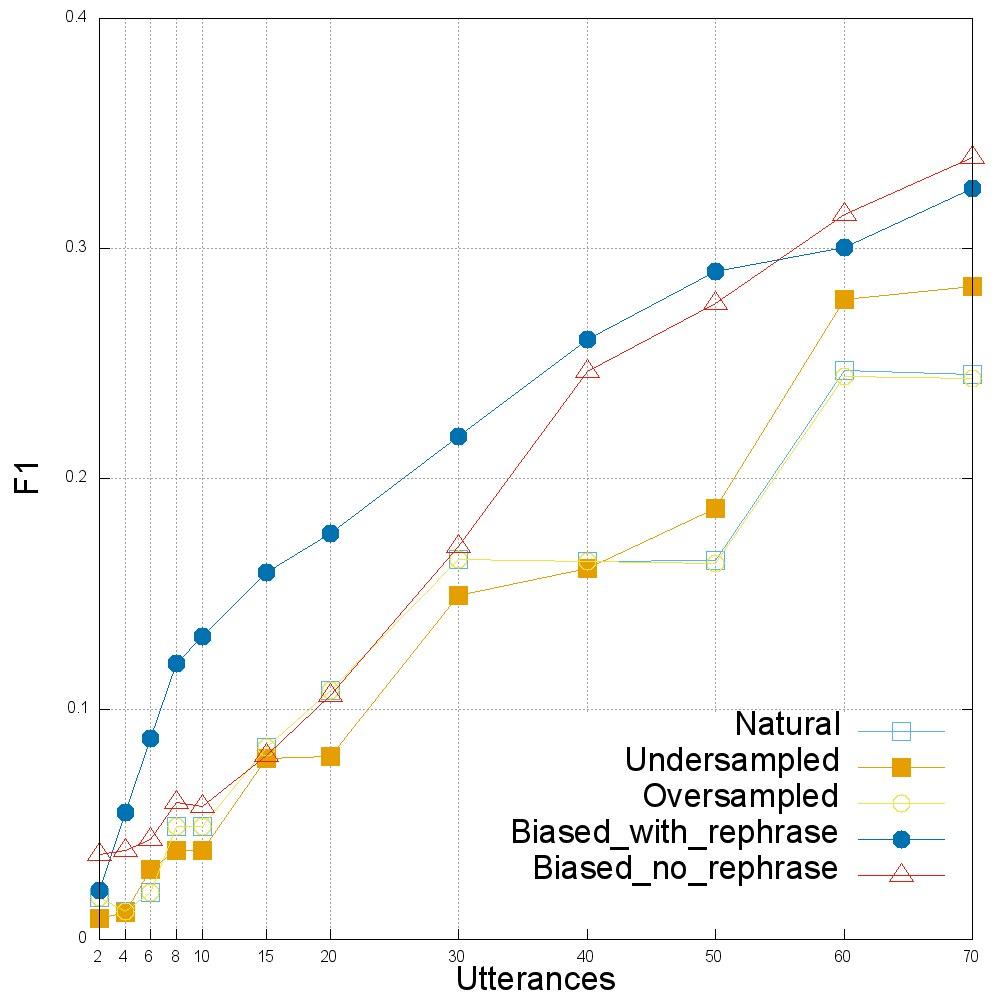 0.4
0.3
0.2
0.1
0
F1
2 4 6 8 10 15 20 30 40 50 60 70
Utterances
Natural
Undersampled
Oversampled
Biased_with_rephrase
Biased_no_rephrase